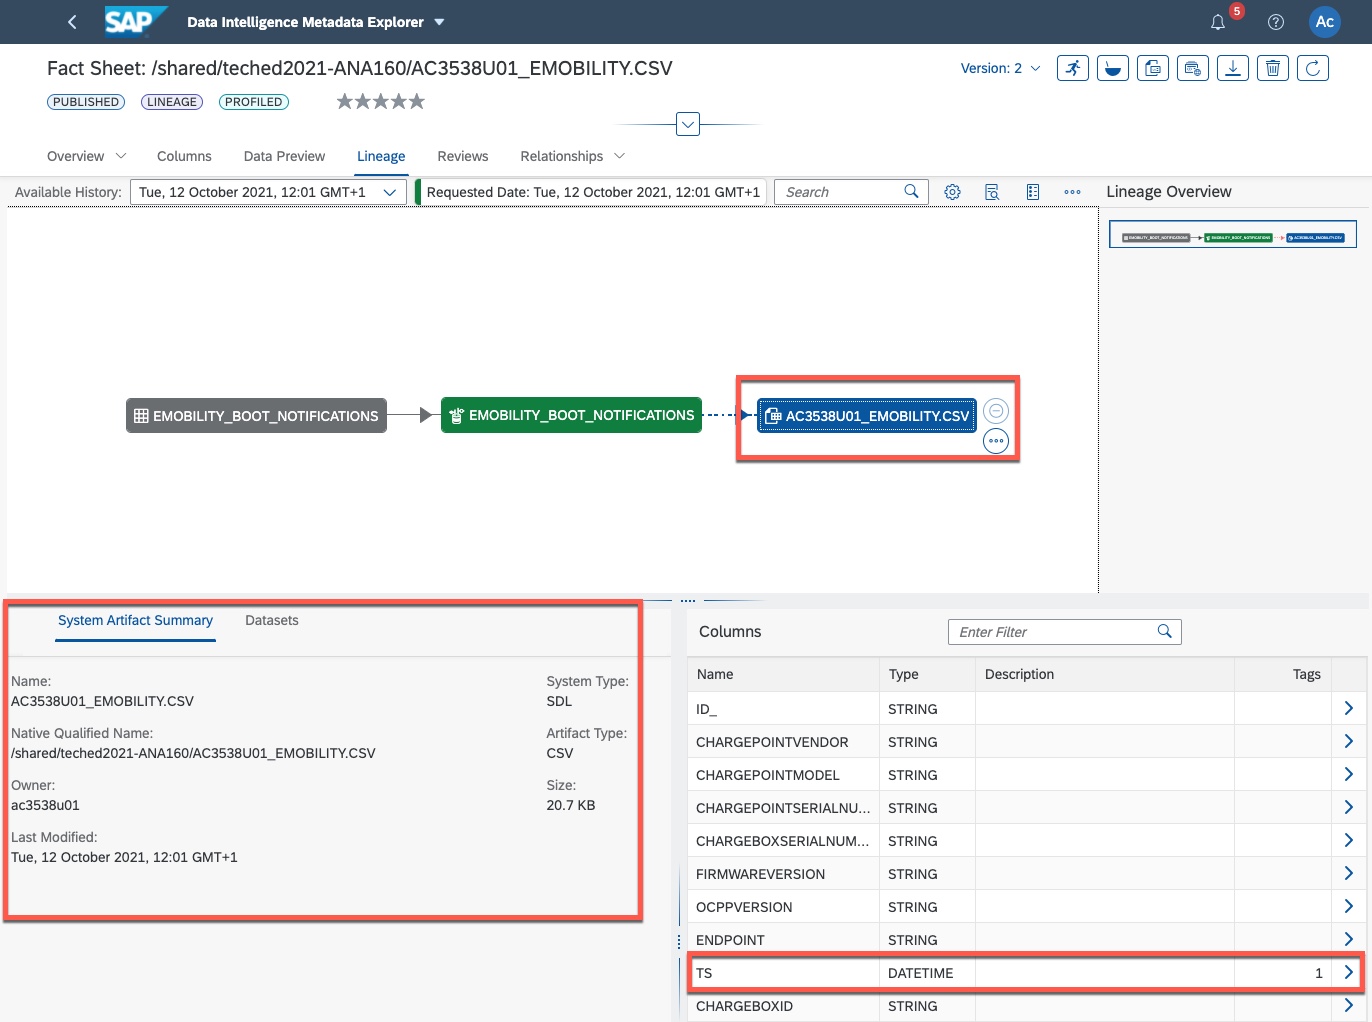 SAP
Data Intelligence Metadata Explorer
5
Ac
Fact Sheet: /shared/teched2021-ANA160/AC3538U01_EMOBILITY.CSV
Version: 2
PUBLISHED LINEAGE PROFILED
Overview Columns Data Preview Lineage Reviews Relationships
Available History: Tue, 12 October 2021, 12:01 GMT+1 Requested Date: Tue, 12 October 2021, 12:01 GMT+1 Search
Lineage Overview
EMOBILITY_BOOT_NOTIFICATIONS EMOBILITY_BOOT_NOTIFICATIONS AC3538U01_EMOBILITY.CSV
EMOBILITY_BOOT_NOTIFICATIONS EMOBILITY_BOOT_NOTIFICATIONS AC3538U01_EMOBILITY.CSV
System Artifact Summary Datasets
Name:
AC3538U01_EMOBILITY.CSV
System Type:
SDL
Native Qualified Name:
/shared/teched2021-ANA160/AC3538U01_EMOBILITY.CSV
Artifact Type:
CSV
Owner:
ac3538u01
Size:
20.7 KB
Last Modified:
Tue, 12 October 2021, 12:01 GMT+1
Columns Enter Filter
Name Type Description Tags
ID_ STRING
CHARGEPOINTVENDOR STRING
CHARGEPOINTMODEL STRING
CHARGEPOINTSERIALNU... STRING
CHARGEBOXSERIALNUM... STRING
FIRMWAREVERSION STRING
OCPPVERSION STRING
ENDPOINT STRING
TS DATETIME 1
CHARGEBOXID STRING